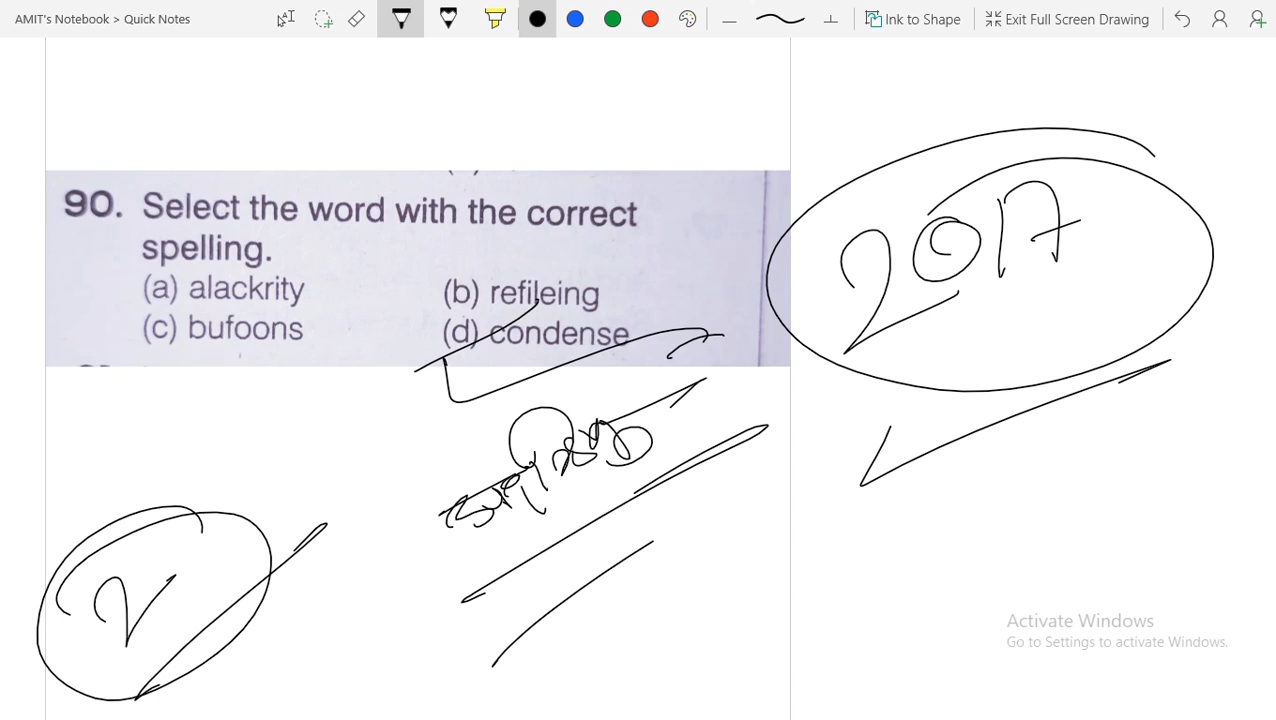 AMIT's Notebook > Quick Notes
Ink to Shape
Exit Full Screen Drawing
90. Select the word with the correct
spelling.
(a) alackrity (b) refileing
(c) bufoons (d) condense
2017
2
Activate Windows
Go to Settings to activate Windows.